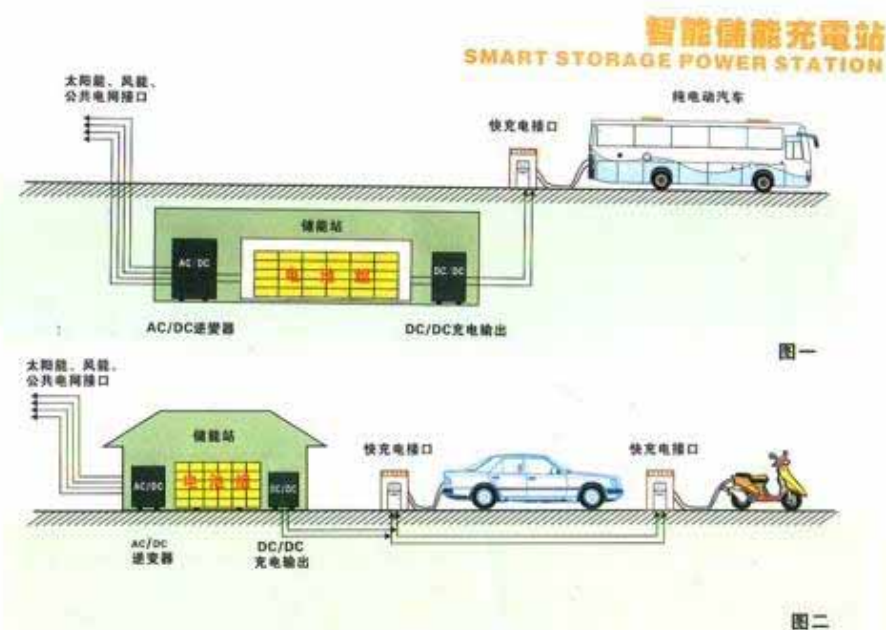 智能儲能充電站
SMART STORAGE POWER STATION
太阳能、风能、
公共电网接口
纯电动汽车
快充电接口
储能站
AC/DC
电池组
DC/DC
AC/DC逆變器
DC/DC充电输出
图一
太阳能、风能、
公共电网接口
储能站
快充电接口
快充电接口
AC/DC
电池组
DC/DC
AC/DC
逆变器
DC/DC
充电输出
图二